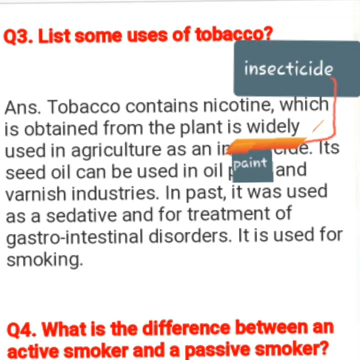 Q3. List some uses of tobacco?
insecticide
Ans. Tobacco contains nicotine, which
is obtained from the plant is widely
used in agriculture as an in cide. Its
seed oil can be used in oil paint and
varnish industries. In past, it was used
as a sedative and for treatment of
gastro-intestinal disorders. It is used for
smoking.
Q4. What is the difference between an
active smoker and a passive smoker?